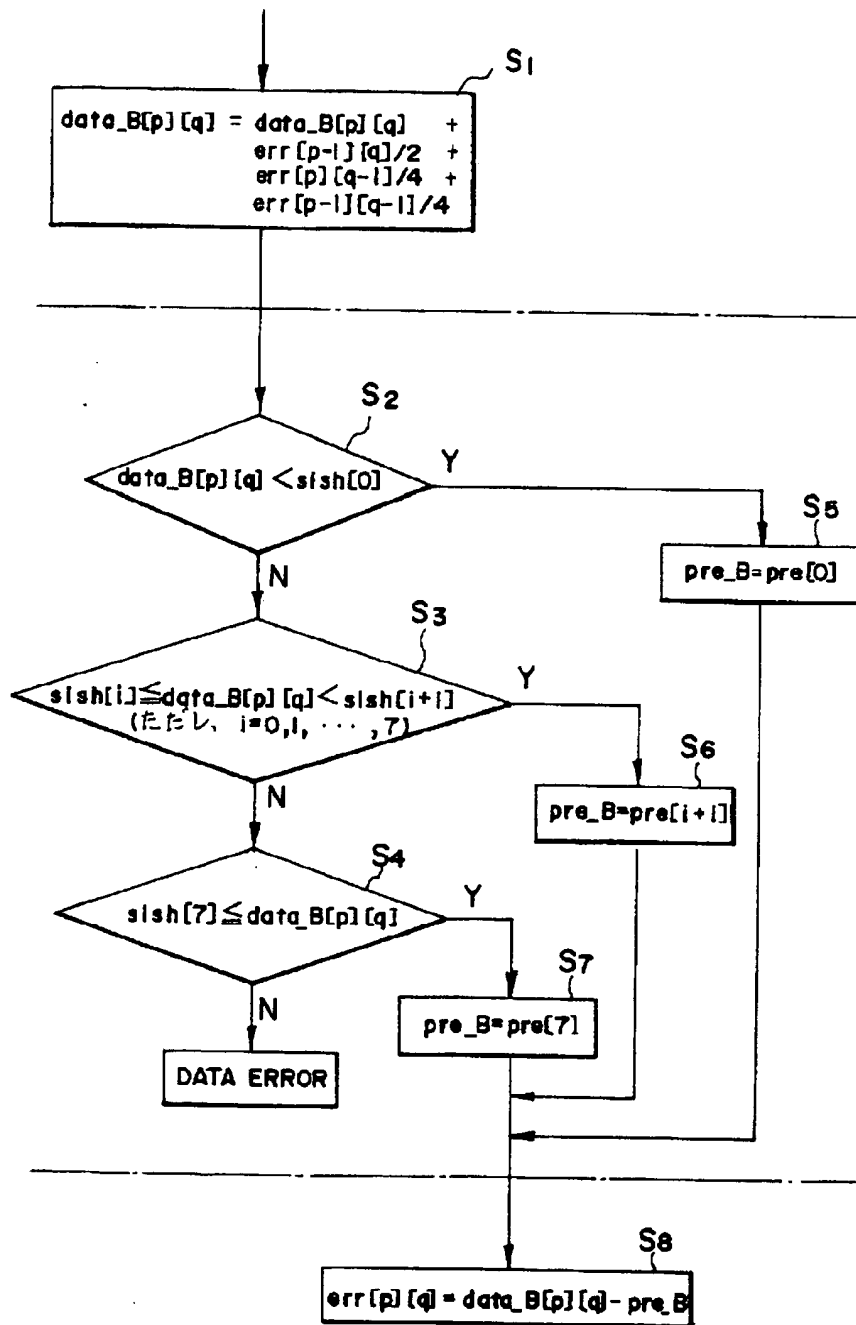 S1
data_B[p][q] = data_B[p][q] +
err[p-1][q]/2 +
err[p][q-1]/4 +
err[p-1][q-1]/4
S2
data_B[p][q] < slsh[0]
Y
N
S5
pre_B=pre[0]
S3
slsh[i]≦data_B[p][q]<slsh[i+1]
(ただし、 i=0,1, ··· ,7)
Y
N
S6
pre_B=pre[i+1]
S4
slsh[7]≦data_B[p][q]
Y
N
S7
pre_B=pre[7]
DATA ERROR
S8
err[p][q] = data_B[p][q]-pre_B